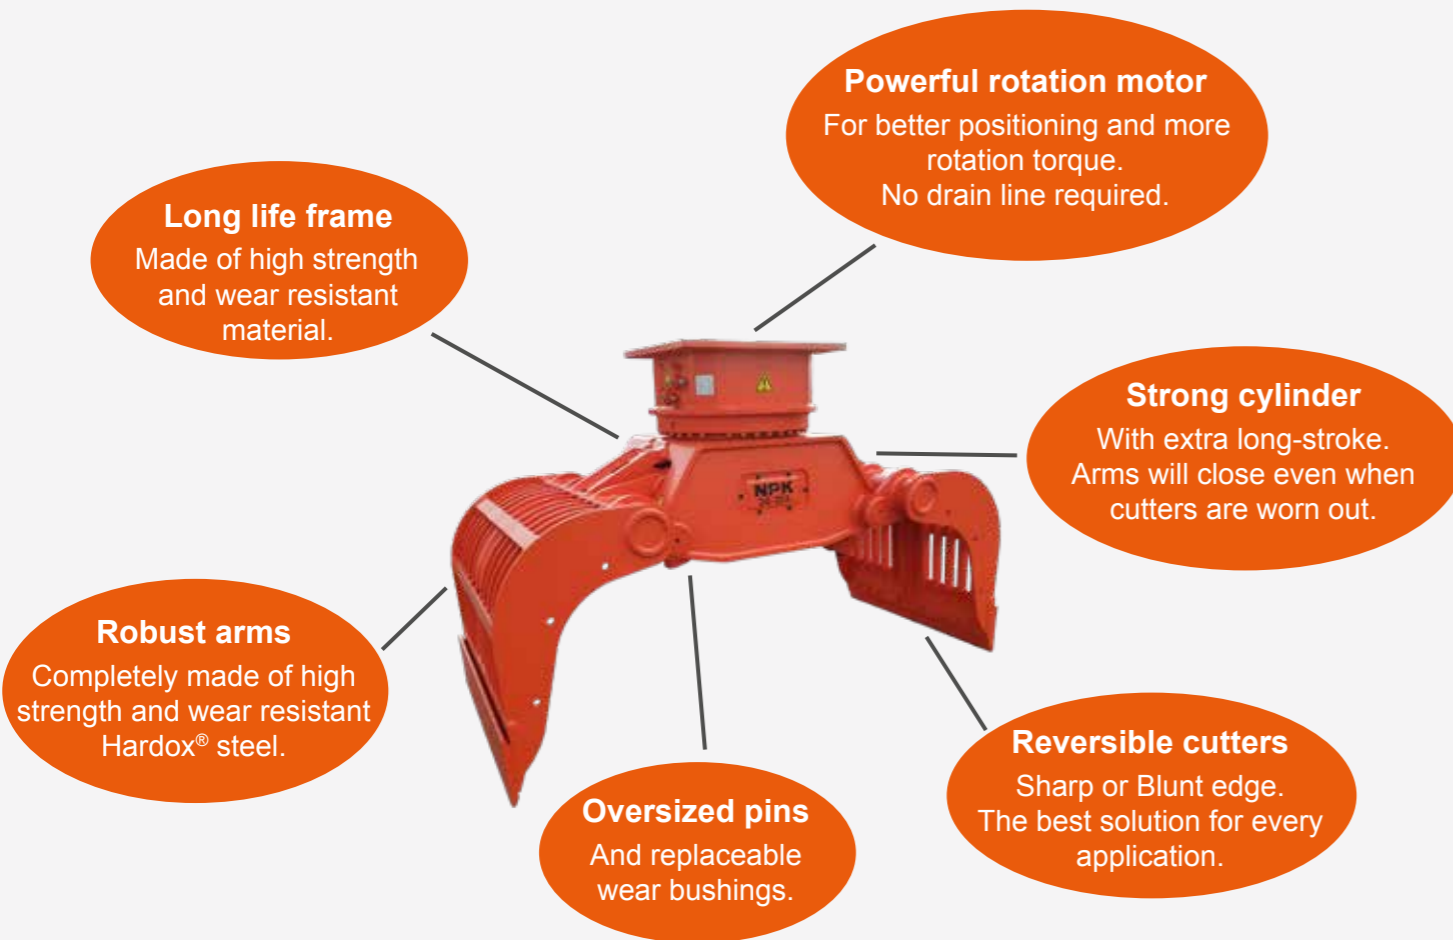 Powerful rotation motor
For better positioning and more
rotation torque.
No drain line required.
Long life frame
Made of high strength
and wear resistant
material.
Strong cylinder
With extra long-stroke.
Arms will close even when
cutters are worn out.
NPK
Robust arms
Completely made of high
strength and wear resistant
Hardox® steel.
Reversible cutters
Sharp or Blunt edge.
The best solution for every
application.
Oversized pins
And replaceable
wear bushings.